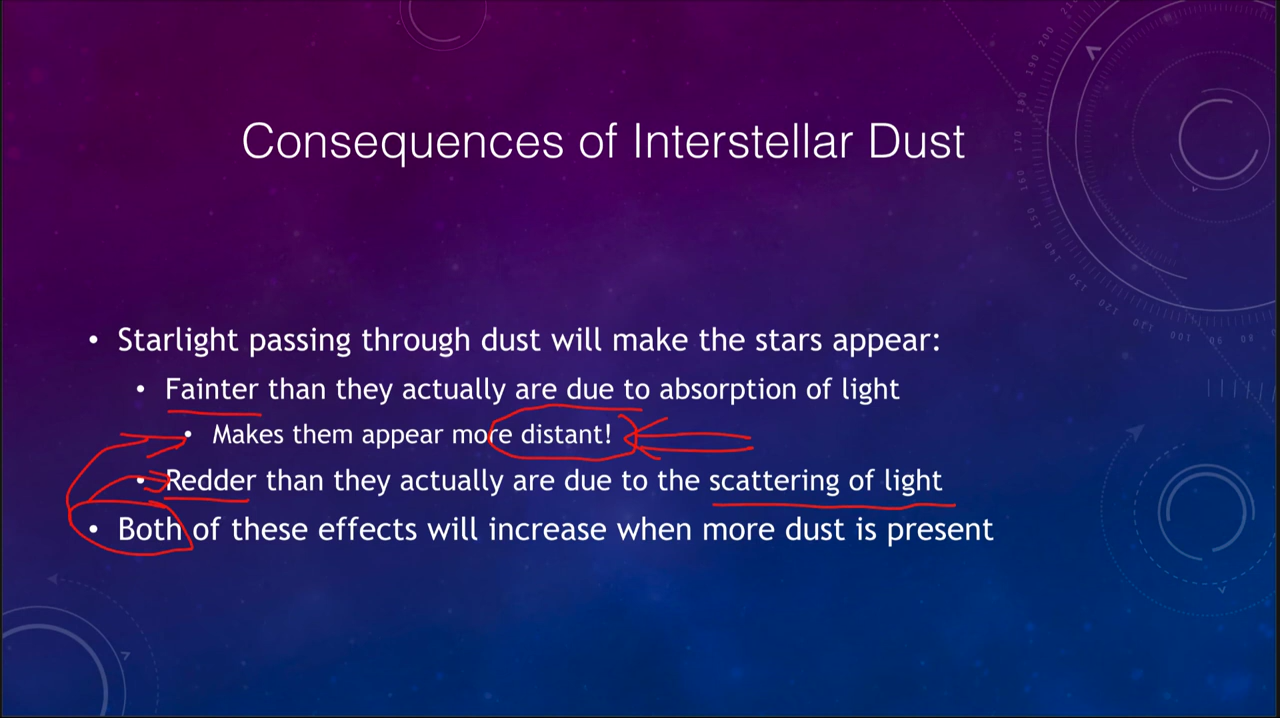 Consequences of Interstellar Dust
• Starlight passing through dust will make the stars appear:
• Fainter than they actually are due to absorption of light
• Makes them appear more distant!
• Redder than they actually are due to the scattering of light
• Both of these effects will increase when more dust is present